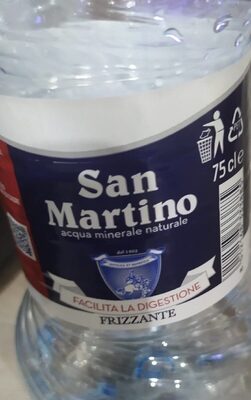 San
Martino
acqua minerale naturale
75 cl e
FACILITA LA DIGESTIONE
FRIZZANTE